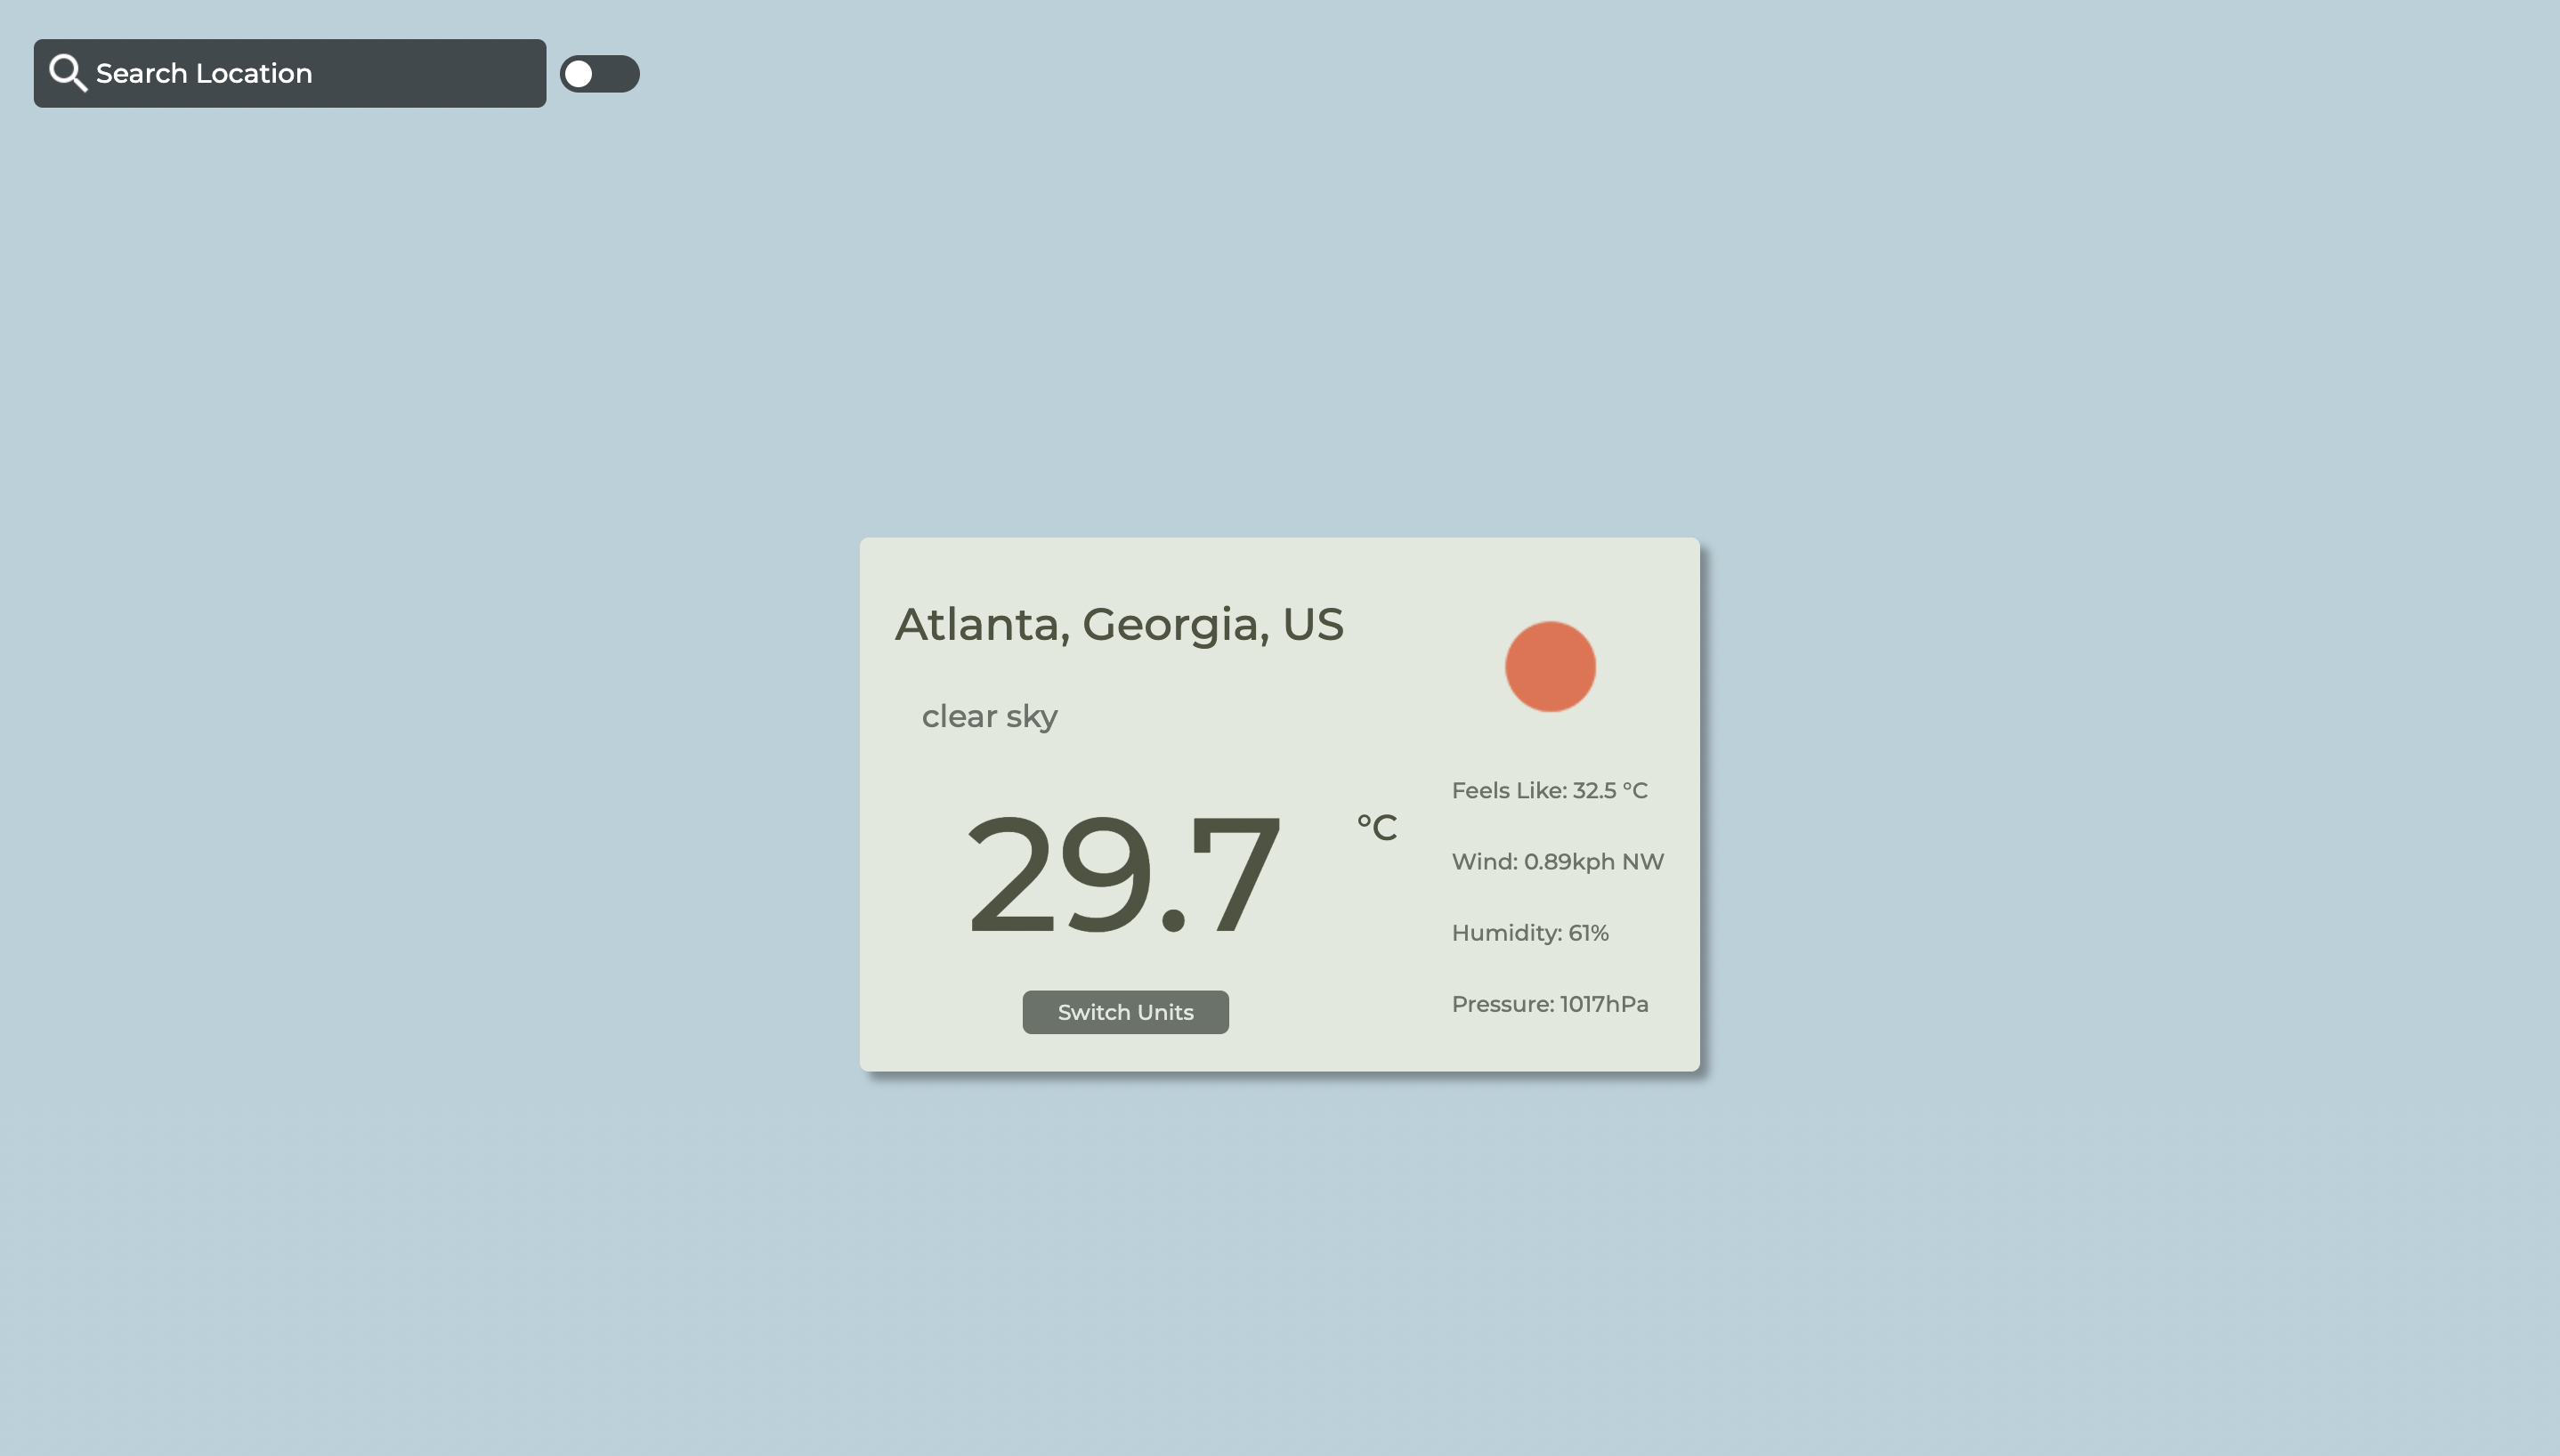 Search Location
Atlanta, Georgia, US
clear sky
29.7
°C
Switch Units
Feels Like: 32.5 °C
Wind: 0.89kph NW
Humidity: 61%
Pressure: 1017hPa